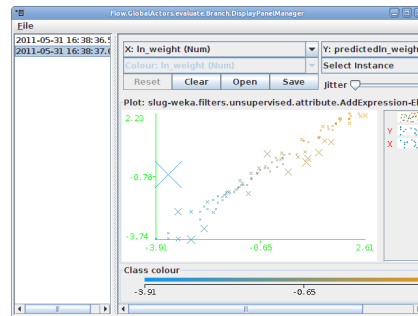 Flow.GlobalActors.evaluate.Branch.DisplayPanelManager
File
2011-05-31 16:38:36.5
2011-05-31 16:38:37.0
X: ln_weight (Num)
Y: predictedln_weigh
Colour: ln_weight (Num)
Select Instance
Reset
Clear
Open
Save
Jitter
Plot: slug-weka.filters.unsupervised.attribute.AddExpression-E
2.23
-0.76
-3.74
-3.91
-0.65
2.61
Y
X
Class colour
-3.91
-0.65